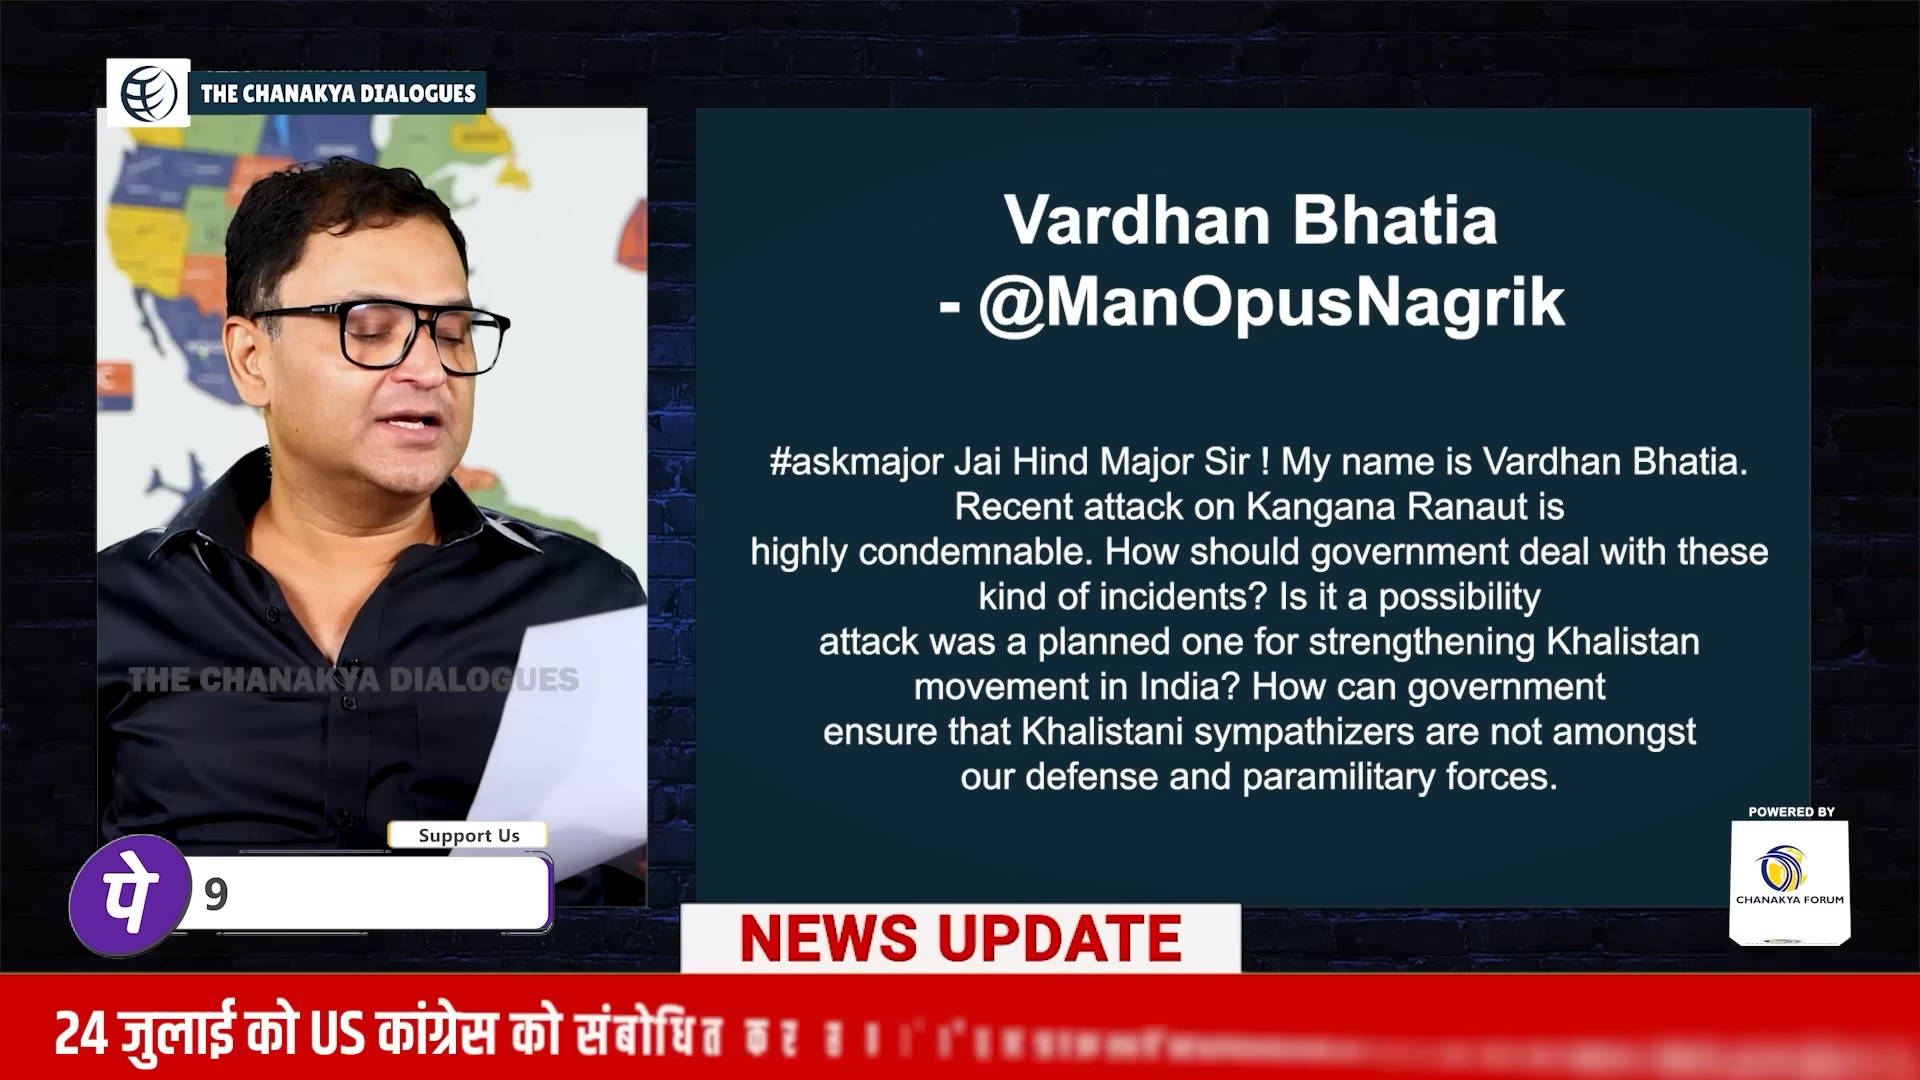 THE CHANAKYA DIALOGUES
Vardhan Bhatia
- @ManOpusNagrik
#askmajor Jai Hind Major Sir ! My name is Vardhan Bhatia.
Recent attack on Kangana Ranaut is
highly condemnable. How should government deal with these
kind of incidents? Is it a possibility
attack was a planned one for strengthening Khalistan
movement in India? How can government
ensure that Khalistani sympathizers are not amongst
our defense and paramilitary forces.
THE CHANAKYA DIALOGUES
Support Us
पे
9
POWERED BY
CHANAKYA FORUM
NEWS UPDATE
24 जुलाई को US कांग्रेस को संबोधित